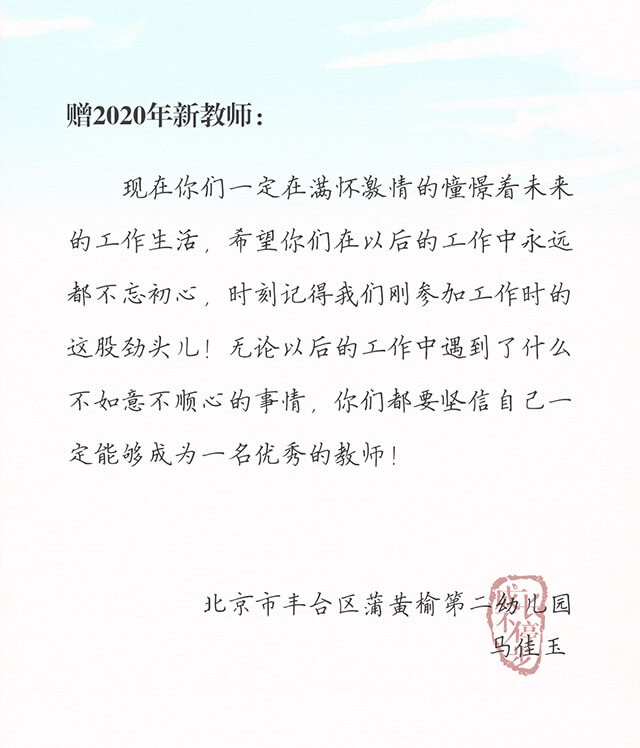 赠2020年新教师：
现在你们一定在满怀激情的憧憬着未来
的工作生活，希望你们在以后的工作中永远
都不忘初心，时刻记得我们刚参加工作时的
这股劲头儿！无论以后的工作中遇到了什么
不如意不顺心的事情，你们都要坚信自己一
定能够成为一名优秀的教师！
北京市丰台区蒲黄榆第二幼儿园
马佳玉
成长
不停步